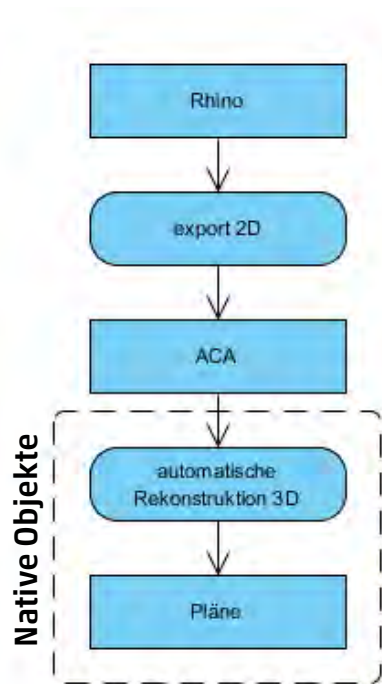 Rhino
export 2D
ACA
Native Objekte
automatische
Rekonstruktion 3D
Pläne